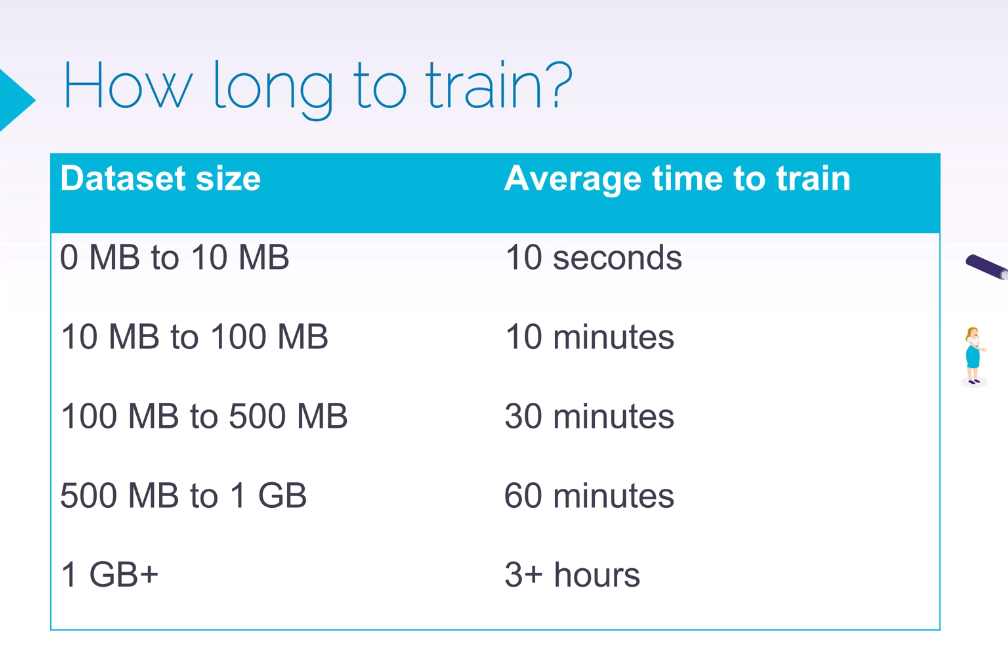 How long to train?
Dataset size Average time to train
0 MB to 10 MB 10 seconds
10 MB to 100 MB 10 minutes
100 MB to 500 MB 30 minutes
500 MB to 1 GB 60 minutes
1 GB+ 3+ hours